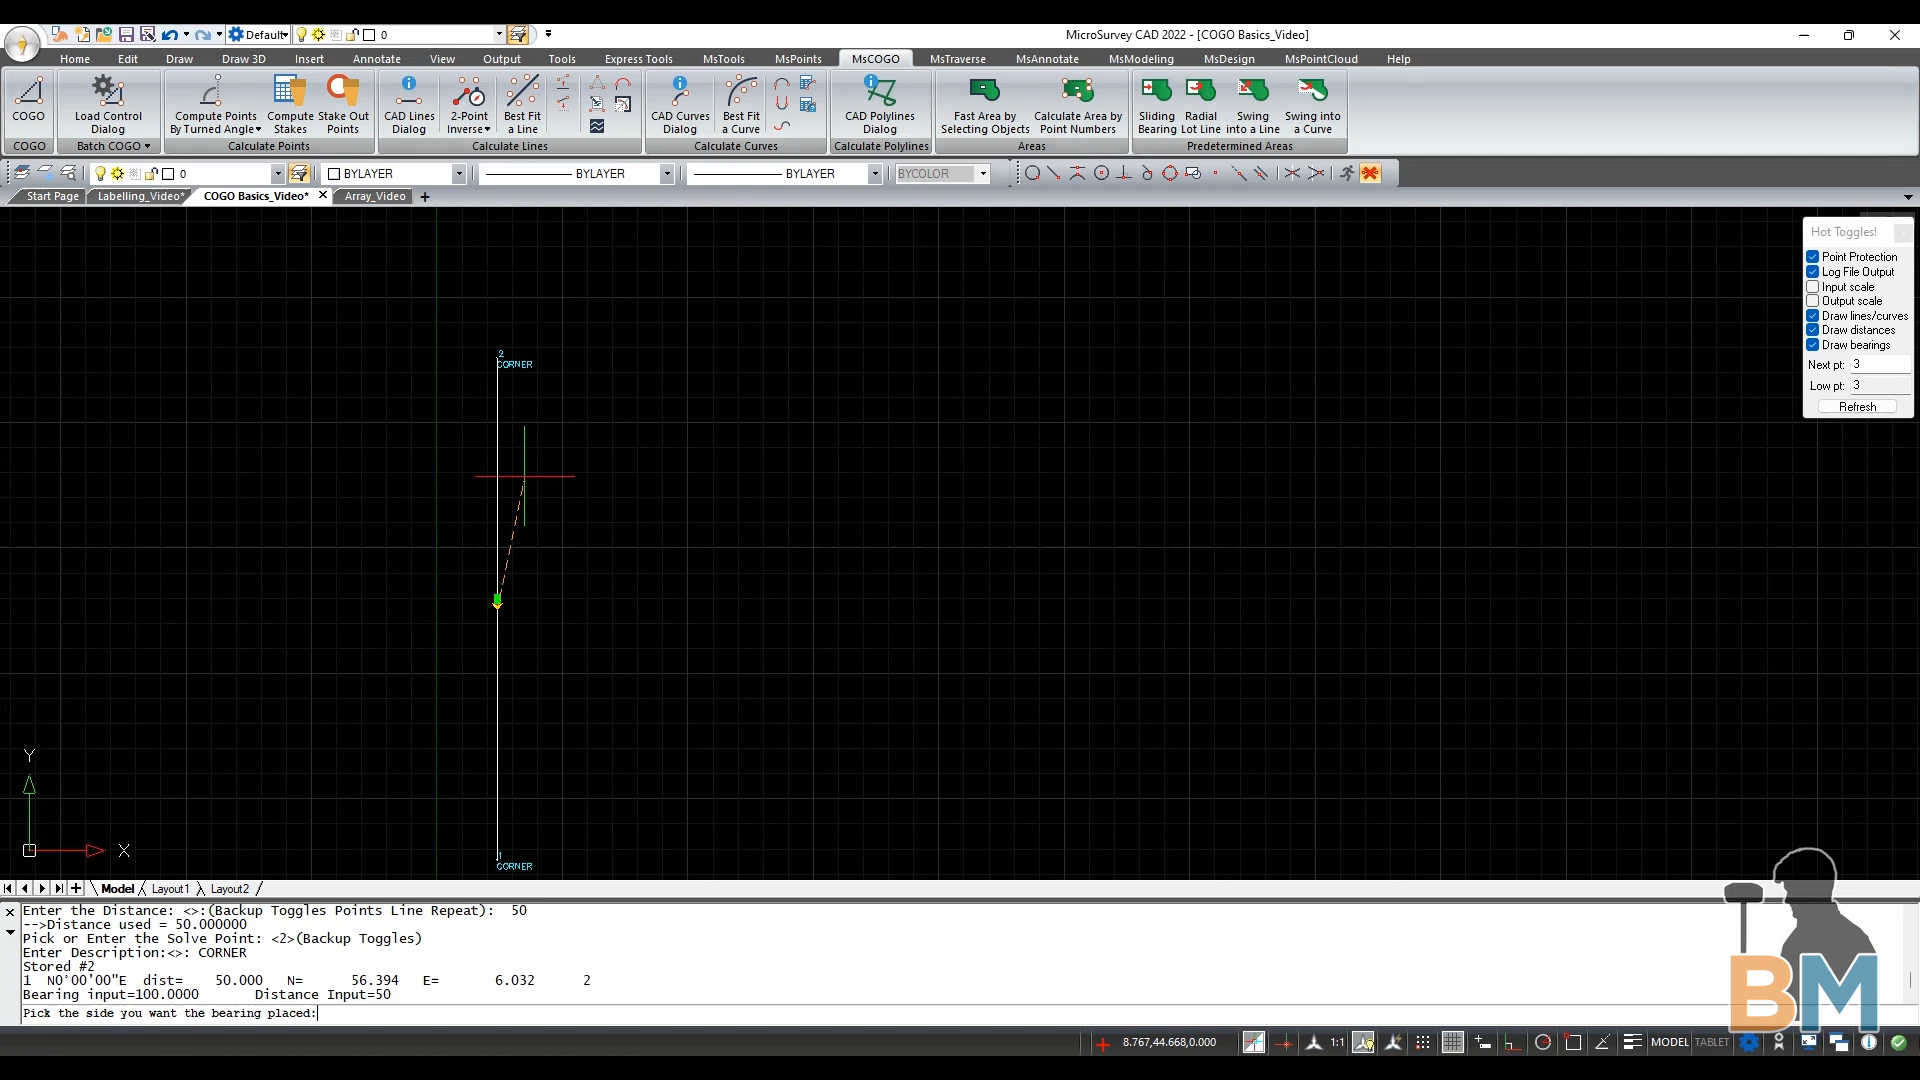 Default
0
MicroSurvey CAD 2022 - [COGO Basics_Video]
Home Edit Draw Draw 3D Insert Annotate View Output Tools Express Tools MsTools MsPoints MsCOGO MsTraverse MsAnnotate MsModeling MsDesign MsPointCloud Help
COGO
Load Control
Dialog
Compute Points
By Turned Angle
Compute
Stakes
Stake Out
Points
CAD Lines
Dialog
2-Point
Inverse
Best Fit
a Line
CAD Curves
Dialog
Best Fit
a Curve
CAD Polylines
Dialog
Fast Area by
Selecting Objects
Calculate Area by
Point Numbers
Sliding
Bearing
Radial
Lot Line
Swing
into a Line
Swing into
a Curve
COGO Batch COGO Calculate Points Calculate Lines Calculate Curves Calculate Polylines Areas Predetermined Areas
0 BYLAYER BYLAYER BYLAYER BYCOLOR
Start Page Labelling_Video* COGO Basics_Video* Array_Video
Hot Toggles!
Point Protection
Log File Output
Input scale
Output scale
Draw lines/curves
Draw distances
Draw bearings
Next pt: 3
Low pt: 3
Refresh
2
CORNER
1
CORNER
Y
X
Model Layout1 Layout2
Enter the Distance: <>:(Backup Toggles Points Line Repeat): 50
-->Distance used = 50.000000
Pick or Enter the Solve Point: <2>(Backup Toggles)
Enter Description:<>: CORNER
Stored #2
1 N0°00'00"E dist= 50.000 N= 56.394 E= 6.032 2
Bearing input=100.0000 Distance Input=50
Pick the side you want the bearing placed:
BM
8.767,44.668,0.000 1:1 MODEL TABLET